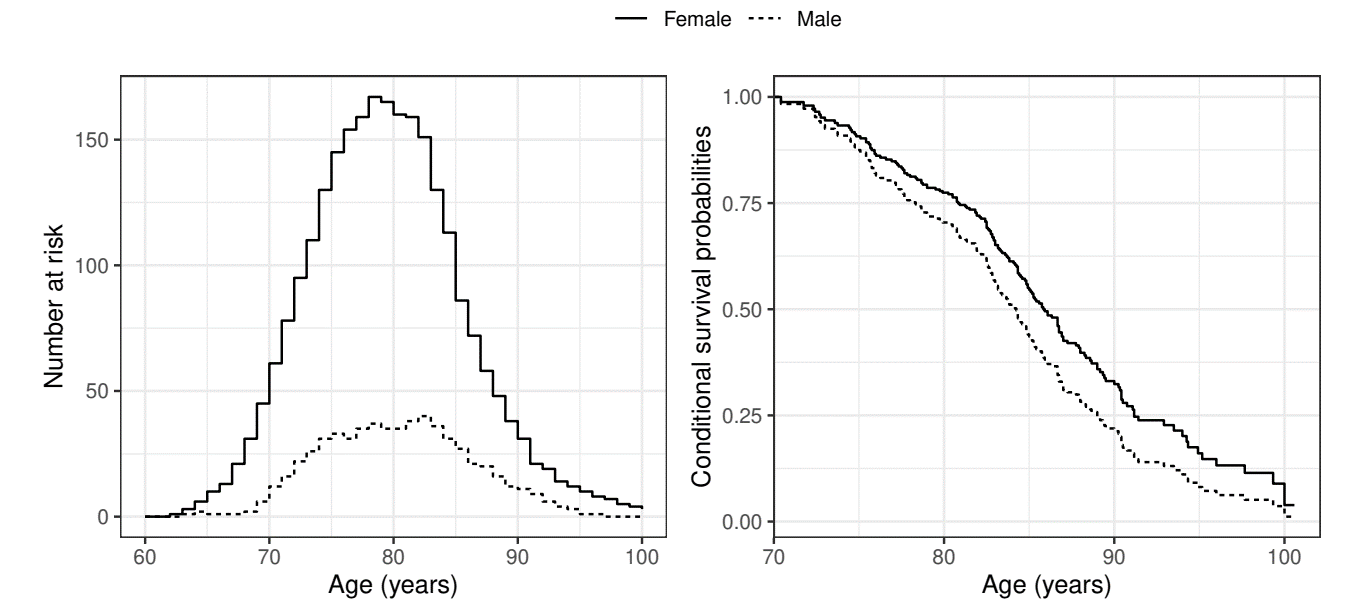 Female Male
Number at risk
150
100
50
0
60 70 80 90 100
Age (years)
Conditional survival probabilities
1.00
0.75
0.50
0.25
0.00
70 80 90 100
Age (years)